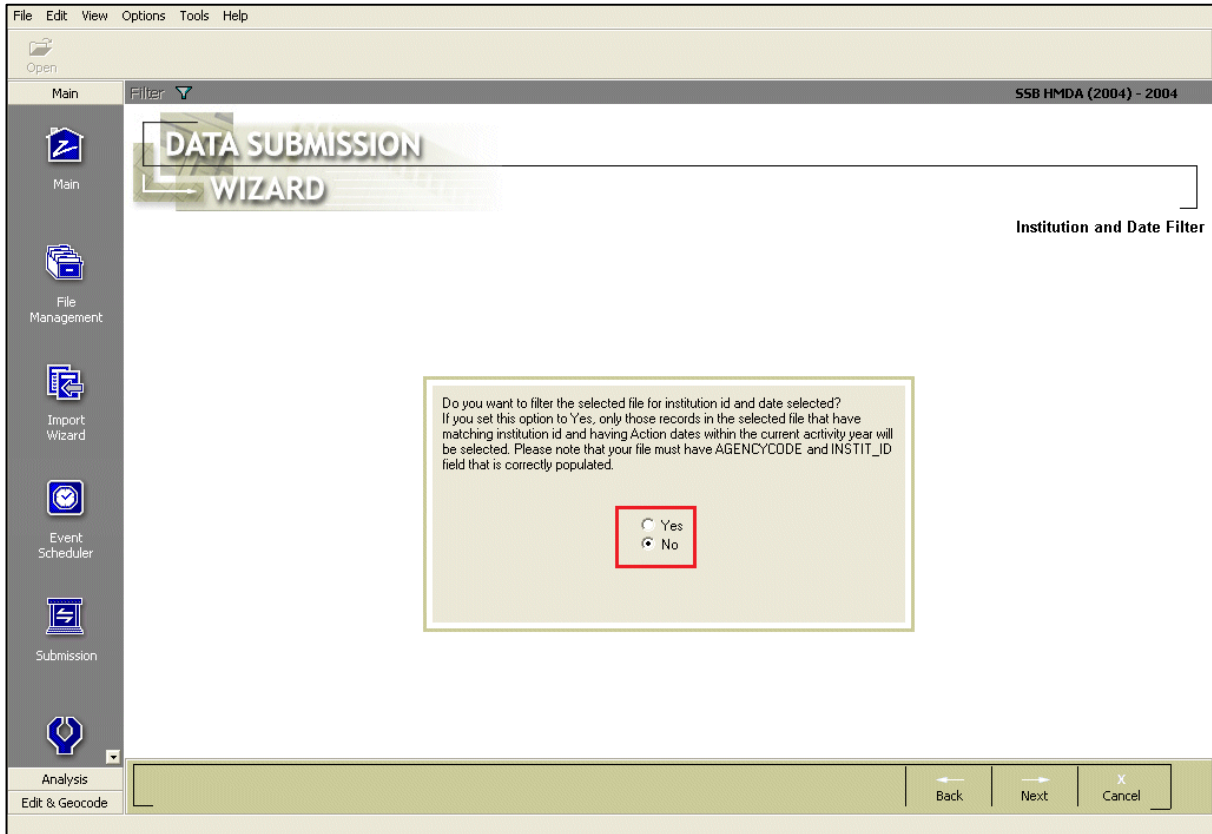 File Edit View Options Tools Help
Open
Main
Filter
SSB HMDA (2004) - 2004
DATA SUBMISSION
WIZARD
Institution and Date Filter
Main
File
Management
Import
Wizard
Event
Scheduler
Submission
Do you want to filter the selected file for institution id and date selected?
If you set this option to Yes, only those records in the selected file that have
matching institution id and having Action dates within the current acrtivity year will
be selected. Please note that your file must have AGENCYCODE and INSTIT_ID
field that is correctly populated.
Yes
No
Analysis
Edit & Geocode
Back
Next
X
Cancel